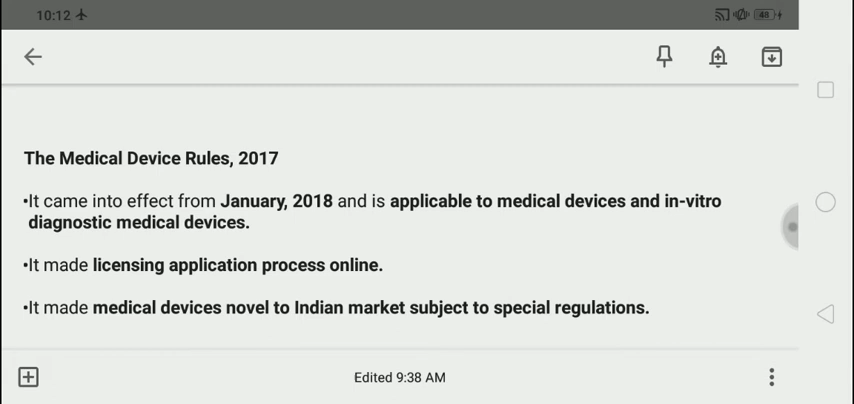 10:12
48
The Medical Device Rules, 2017
•It came into effect from January, 2018 and is applicable to medical devices and in-vitro
diagnostic medical devices.
•It made licensing application process online.
•It made medical devices novel to Indian market subject to special regulations.
Edited 9:38 AM